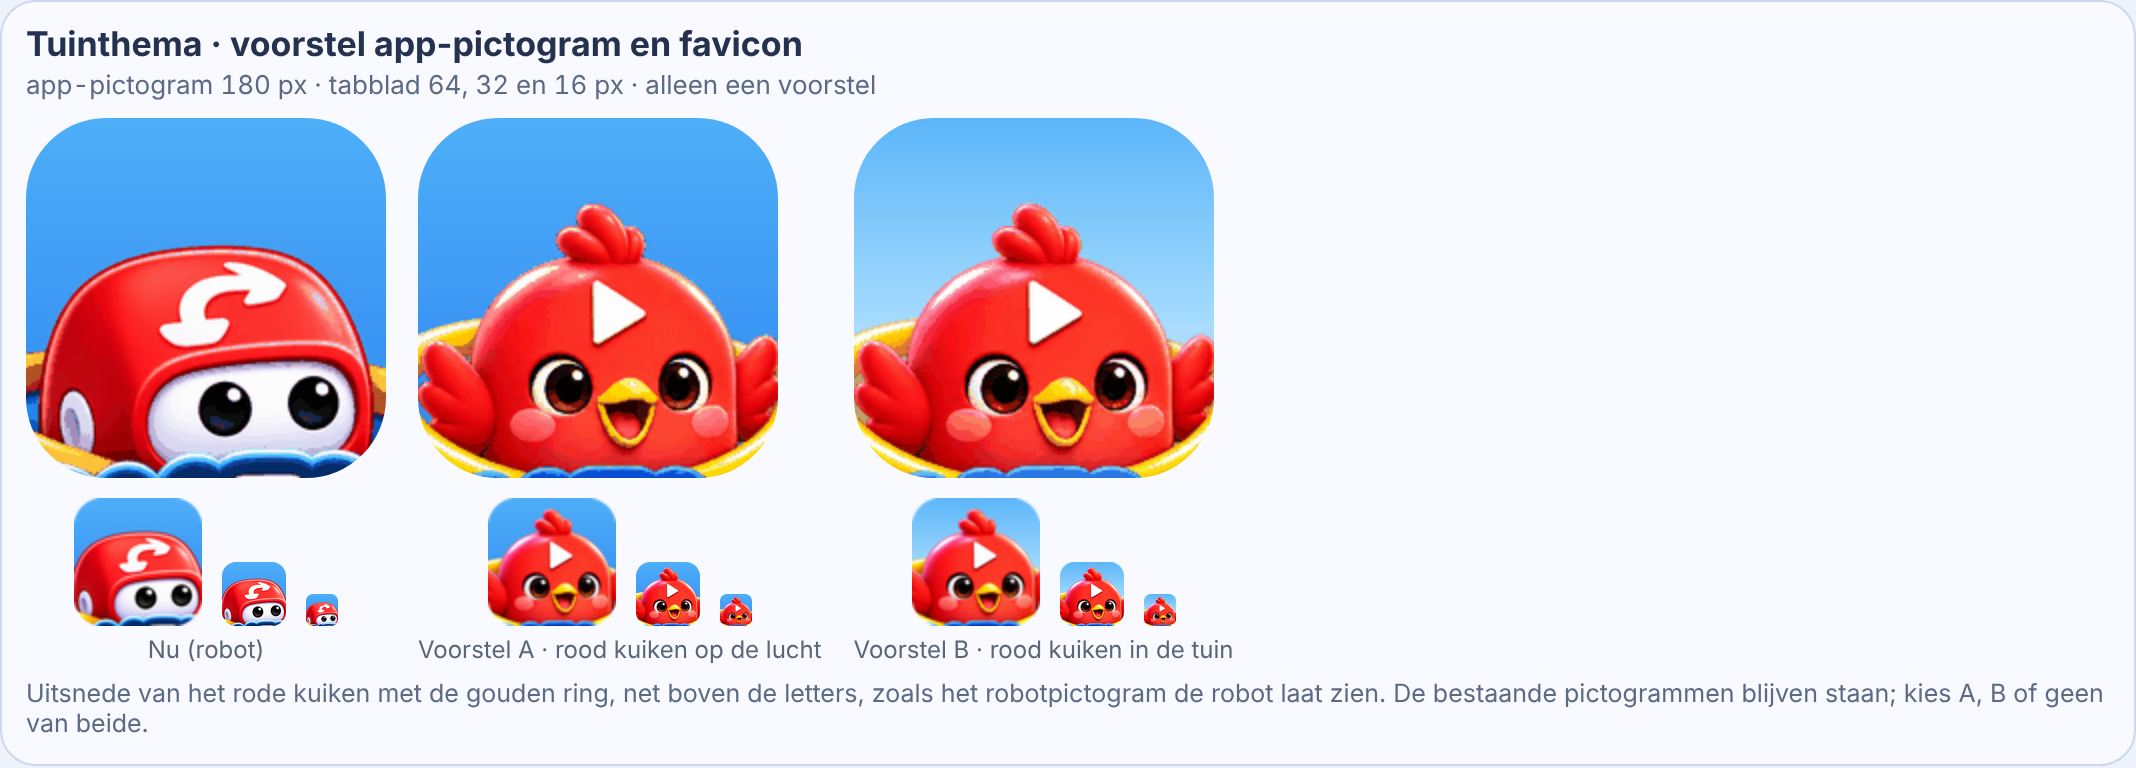 Tuinthema · voorstel app-pictogram en favicon
app-pictogram 180 px · tabblad 64, 32 en 16 px · alleen een voorstel
Nu (robot)
Voorstel A · rood kuiken op de lucht
Voorstel B · rood kuiken in de tuin
Uitsnede van het rode kuiken met de gouden ring, net boven de letters, zoals het robotpictogram de robot laat zien. De bestaande pictogrammen blijven staan; kies A, B of geen
van beide.